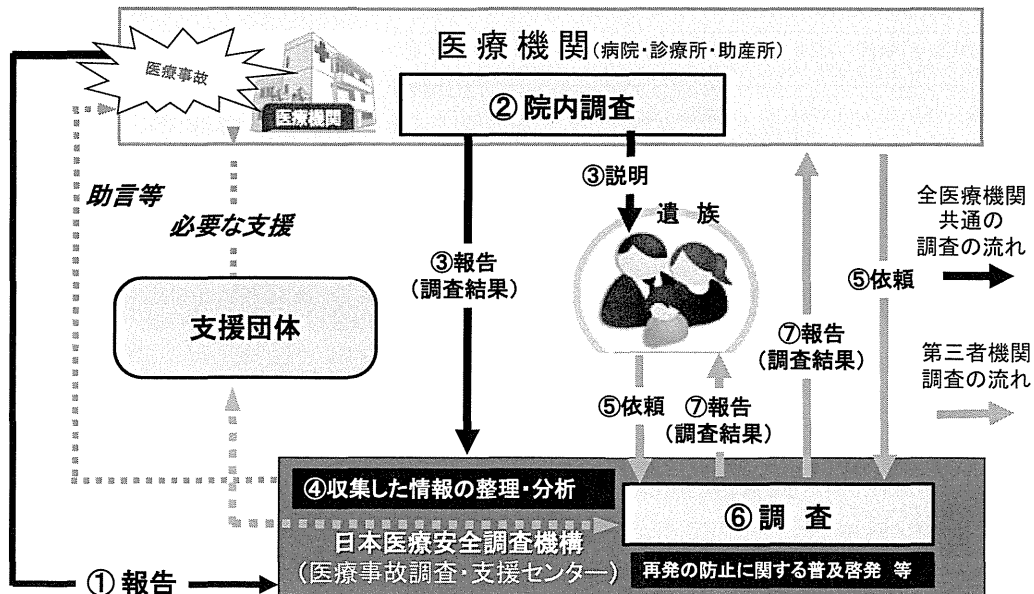 医療事故
医療機関(病院・診療所・助産所)
医療機関
②院内調査
助言等
必要な支援
③説明
遺族
③報告
(調査結果)
⑤依頼
全医療機関
共通の
調査の流れ
支援団体
⑦報告
(調査結果)
第三者機関
調査の流れ
⑤依頼
⑦報告
(調査結果)
④収集した情報の整理・分析
⑥調 査
日本医療安全調査機構
(医療事故調査・支援センター)
再発の防止に関する普及啓発 等
①報告